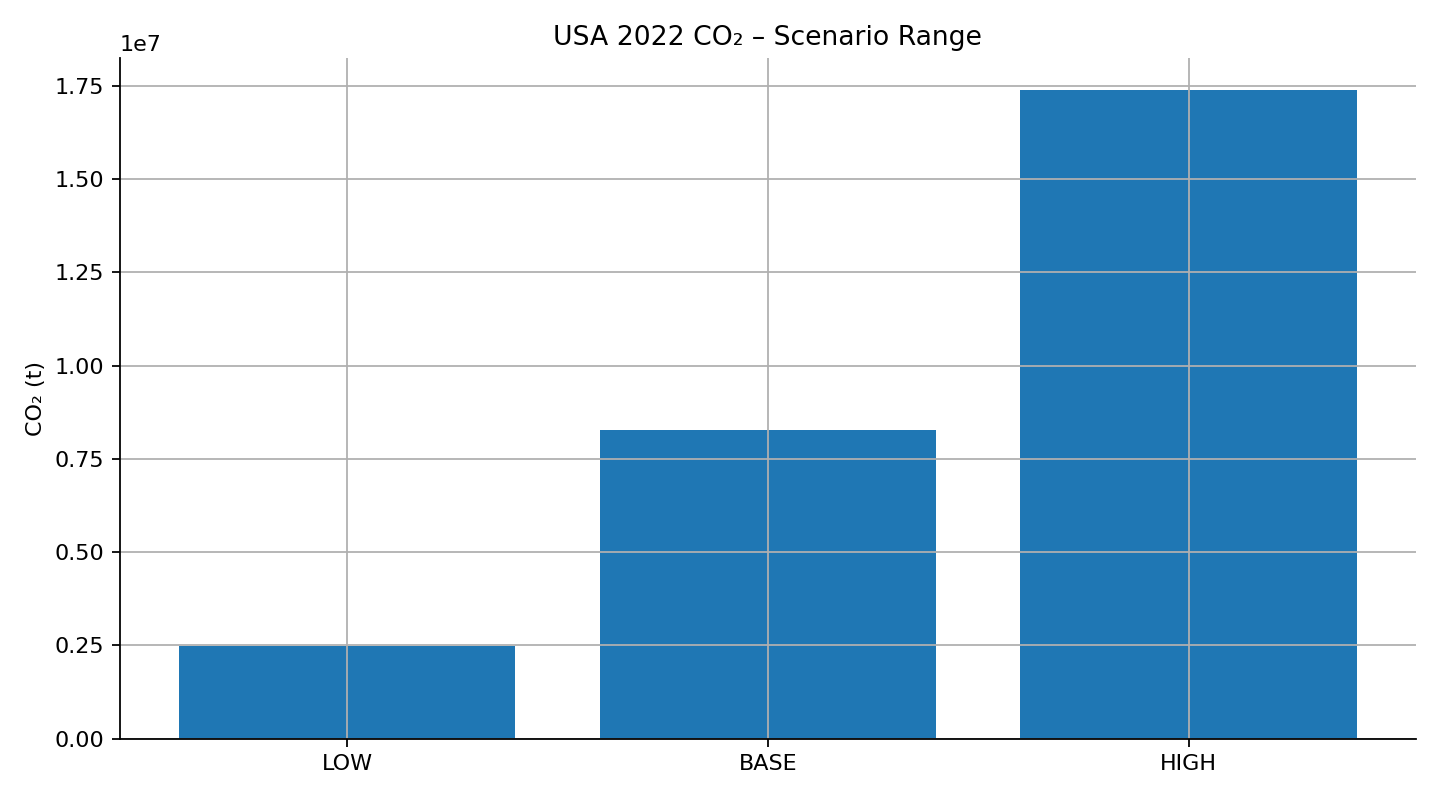 USA 2022 CO₂ – Scenario Range
1e7
1.75
1.50
1.25
1.00
0.75
0.50
0.25
0.00
CO₂ (t)
LOW
BASE
HIGH